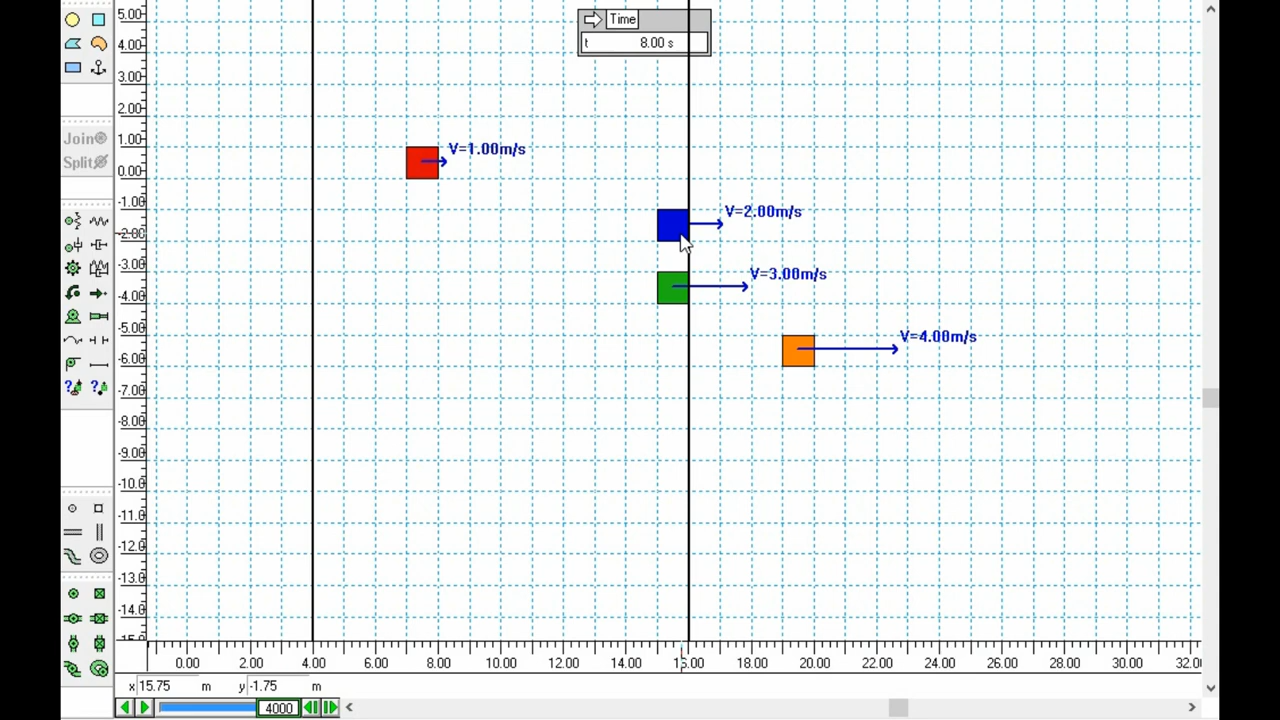 5.00
Time
t 8.00 s
4.00
3.00
2.00
Join
1.00
V=1.00m/s
Split
0.00
-1.00
V=2.00m/s
-2.00
-3.00
V=3.00m/s
-4.00
-5.00
V=4.00m/s
-6.00
-7.00
-8.00
-9.00
-10.0
-11.0
-12.0
-13.0
-14.0
-15.0
0.00 2.00 4.00 6.00 8.00 10.00 12.00 14.00 16.00 18.00 20.00 22.00 24.00 26.00 28.00 30.00 32.0
x 15.75 m y -1.75 m
4000